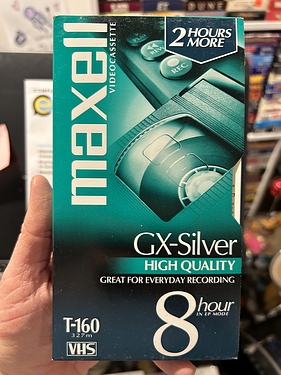 2 HOURS
MORE
REC
maxell
VIDEOCASSETTE
GX-Silver
HIGH QUALITY
GREAT FOR EVERYDAY RECORDING
T-160
327m
VHS
8 hour
IN EP MODE